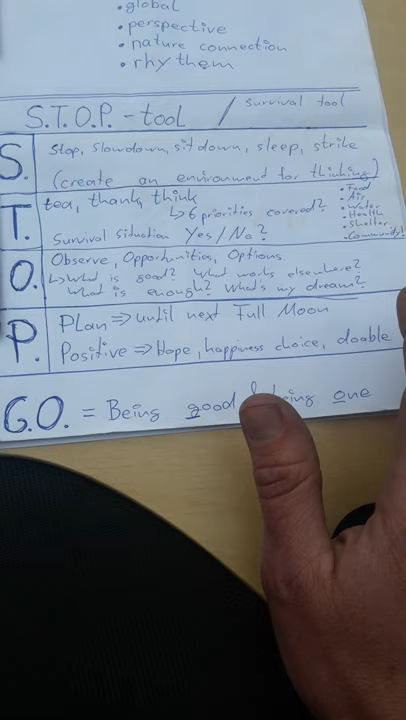 • global
• perspective
• nature connection
• rhy them
S.T.O.P. - tool / survival tool
S. Stop, Slowdown, sit down, sleep, strike
(create an environment for thinking)
T. tea, thank, think
↳ 6 priorities covered?
Survival situation Yes/No?
• Food
• Air
• Water
• Health
• Shelter
• Community!
O. Observe, Opportunities, Options
↳ What is good? What works elsewhere?
What is enough? What's my dream?
P. Plan => until next Full Moon
Positive => Hope, happiness choice, doable
G.O. = Being good & being one